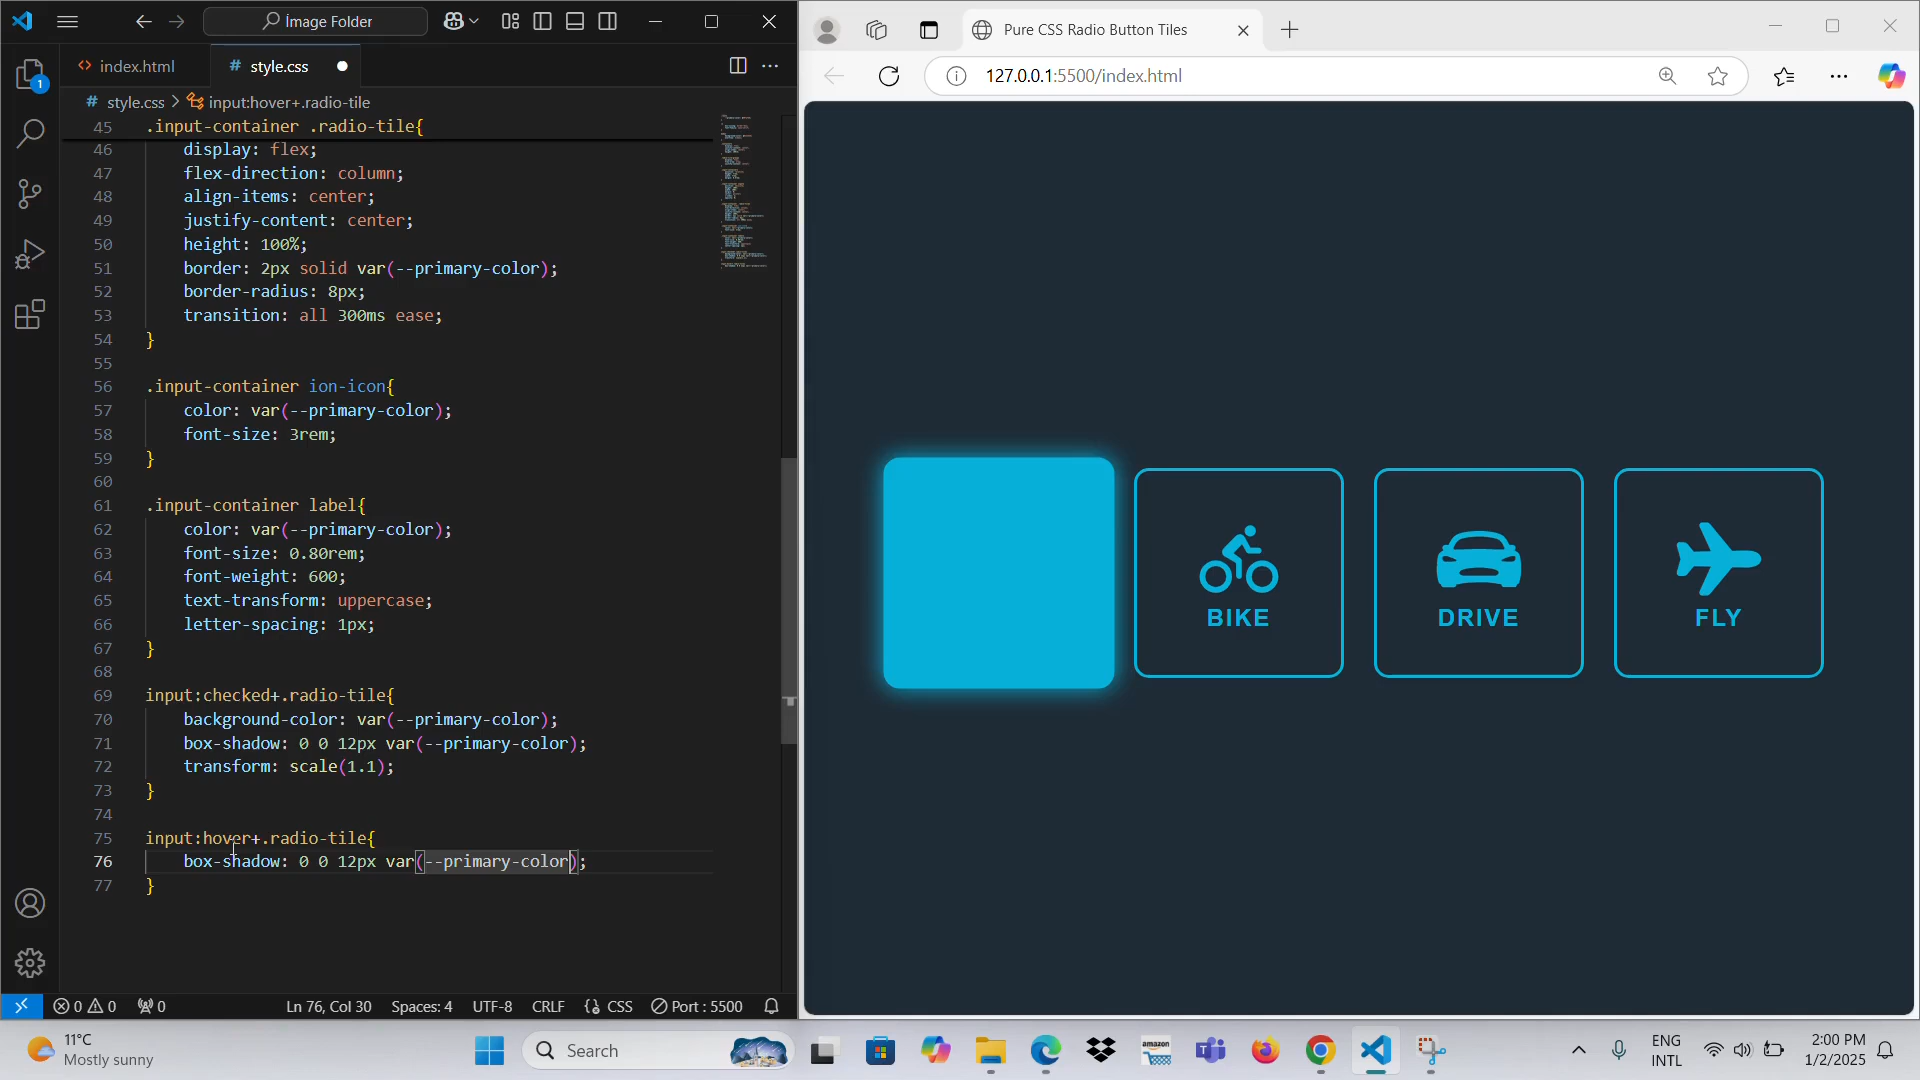 İmage Folder
index.html
# style.css
# style.css > input:hover+.radio-tile
1
45 .input-container .radio-tile{
46 display: flex;
47 flex-direction: column;
48 align-items: center;
49 justify-content: center;
50 height: 100%;
51 border: 2px solid var(--primary-color);
52 border-radius: 8px;
53 transition: all 300ms ease;
54 }
55
56 .input-container ion-icon{
57 color: var(--primary-color);
58 font-size: 3rem;
59 }
60
61 .input-container label{
62 color: var(--primary-color);
63 font-size: 0.80rem;
64 font-weight: 600;
65 text-transform: uppercase;
66 letter-spacing: 1px;
67 }
68
69 input:checked+.radio-tile{
70 background-color: var(--primary-color);
71 box-shadow: 0 0 12px var(--primary-color);
72 transform: scale(1.1);
73 }
74
75 input:hover+.radio-tile{
76 box-shadow: 0 0 12px var(--primary-color);
77 }
0 0 0 Ln 76, Col 30 Spaces: 4 UTF-8 CRLF {} CSS Port : 5500
Pure CSS Radio Button Tiles
127.0.0.1:5500/index.html
BIKE
DRIVE
FLY
11°C
Mostly sunny
Search
amazon
ENG
INTL
2:00 PM
1/2/2025